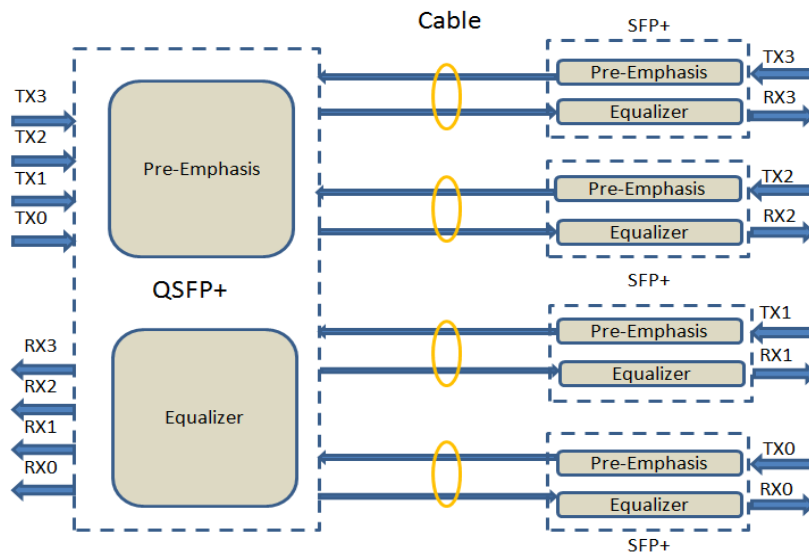 Cable
SFP+
TX3
Pre-Emphasis
Equalizer
RX3
TX3
TX2
TX1
TX0
Pre-Emphasis
TX2
Pre-Emphasis
Equalizer
RX2
QSFP+
SFP+
TX1
Pre-Emphasis
Equalizer
RX1
RX3
RX2
RX1
RX0
Equalizer
TX0
Pre-Emphasis
Equalizer
RX0
SFP+